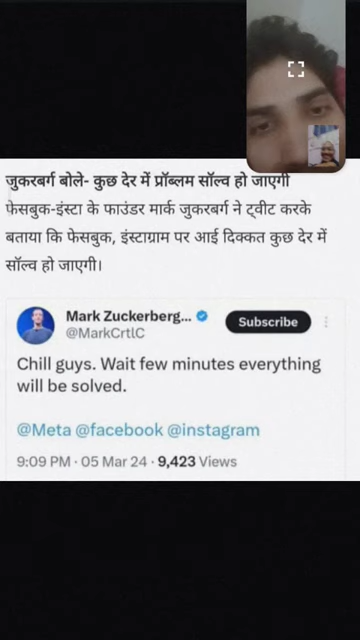 जुकरबर्ग बोले- कुछ देर में प्रॉब्लम सॉल्व हो जाएगी
फेसबुक-इंस्टा के फाउंडर मार्क जुकरबर्ग ने ट्वीट करके
बताया कि फेसबुक, इंस्टाग्राम पर आई दिक्कत कुछ देर में
सॉल्व हो जाएगी।
Mark Zuckerberg...
Subscribe
@MarkCrtlC
Chill guys. Wait few minutes everything
will be solved.
@Meta @facebook @instagram
9:09 PM · 05 Mar 24 · 9,423 Views